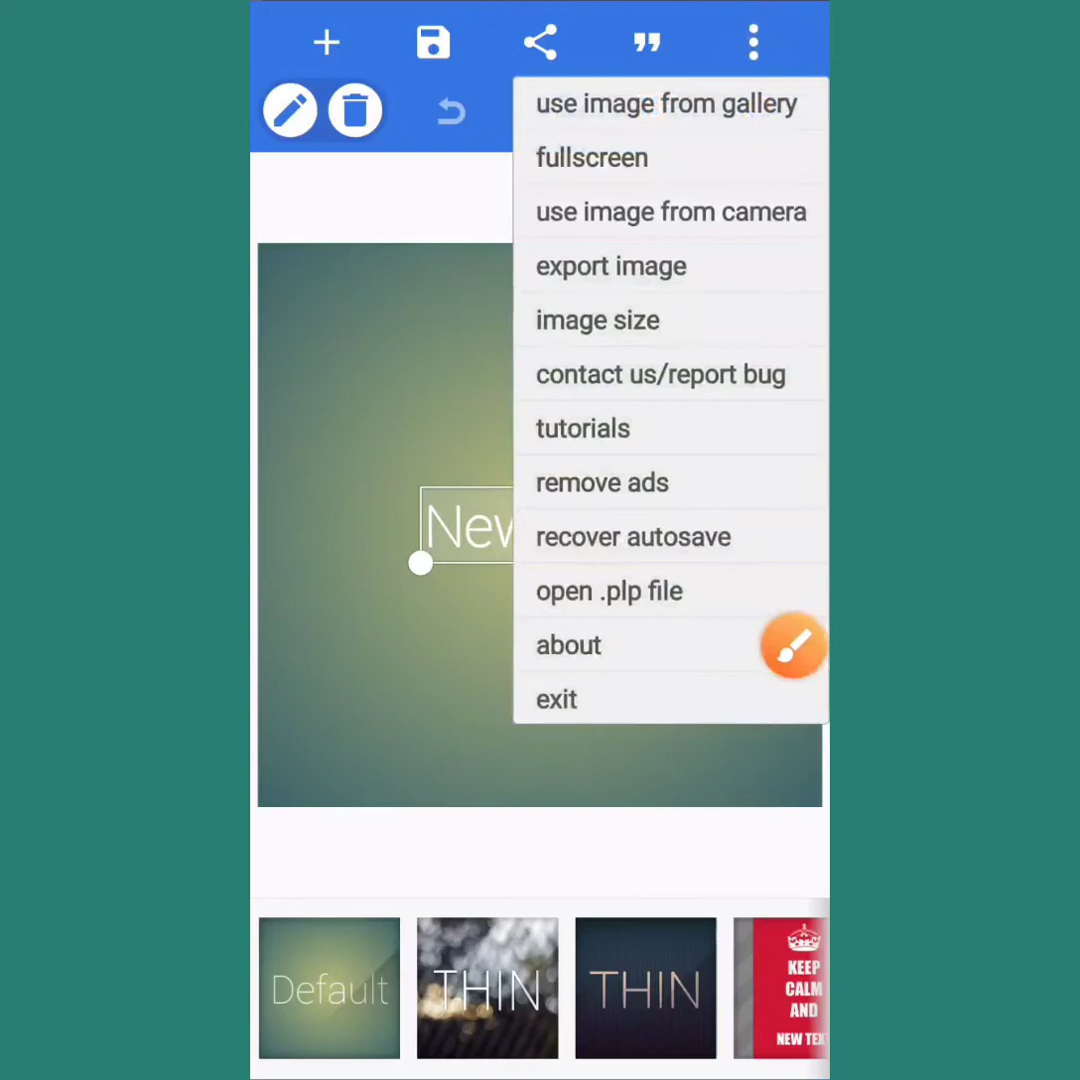 use image from gallery
fullscreen
use image from camera
export image
image size
contact us/report bug
tutorials
remove ads
recover autosave
open .plp file
about
exit
New
Default
THIN
THIN
KEEP
CALM
AND
NEW TEX